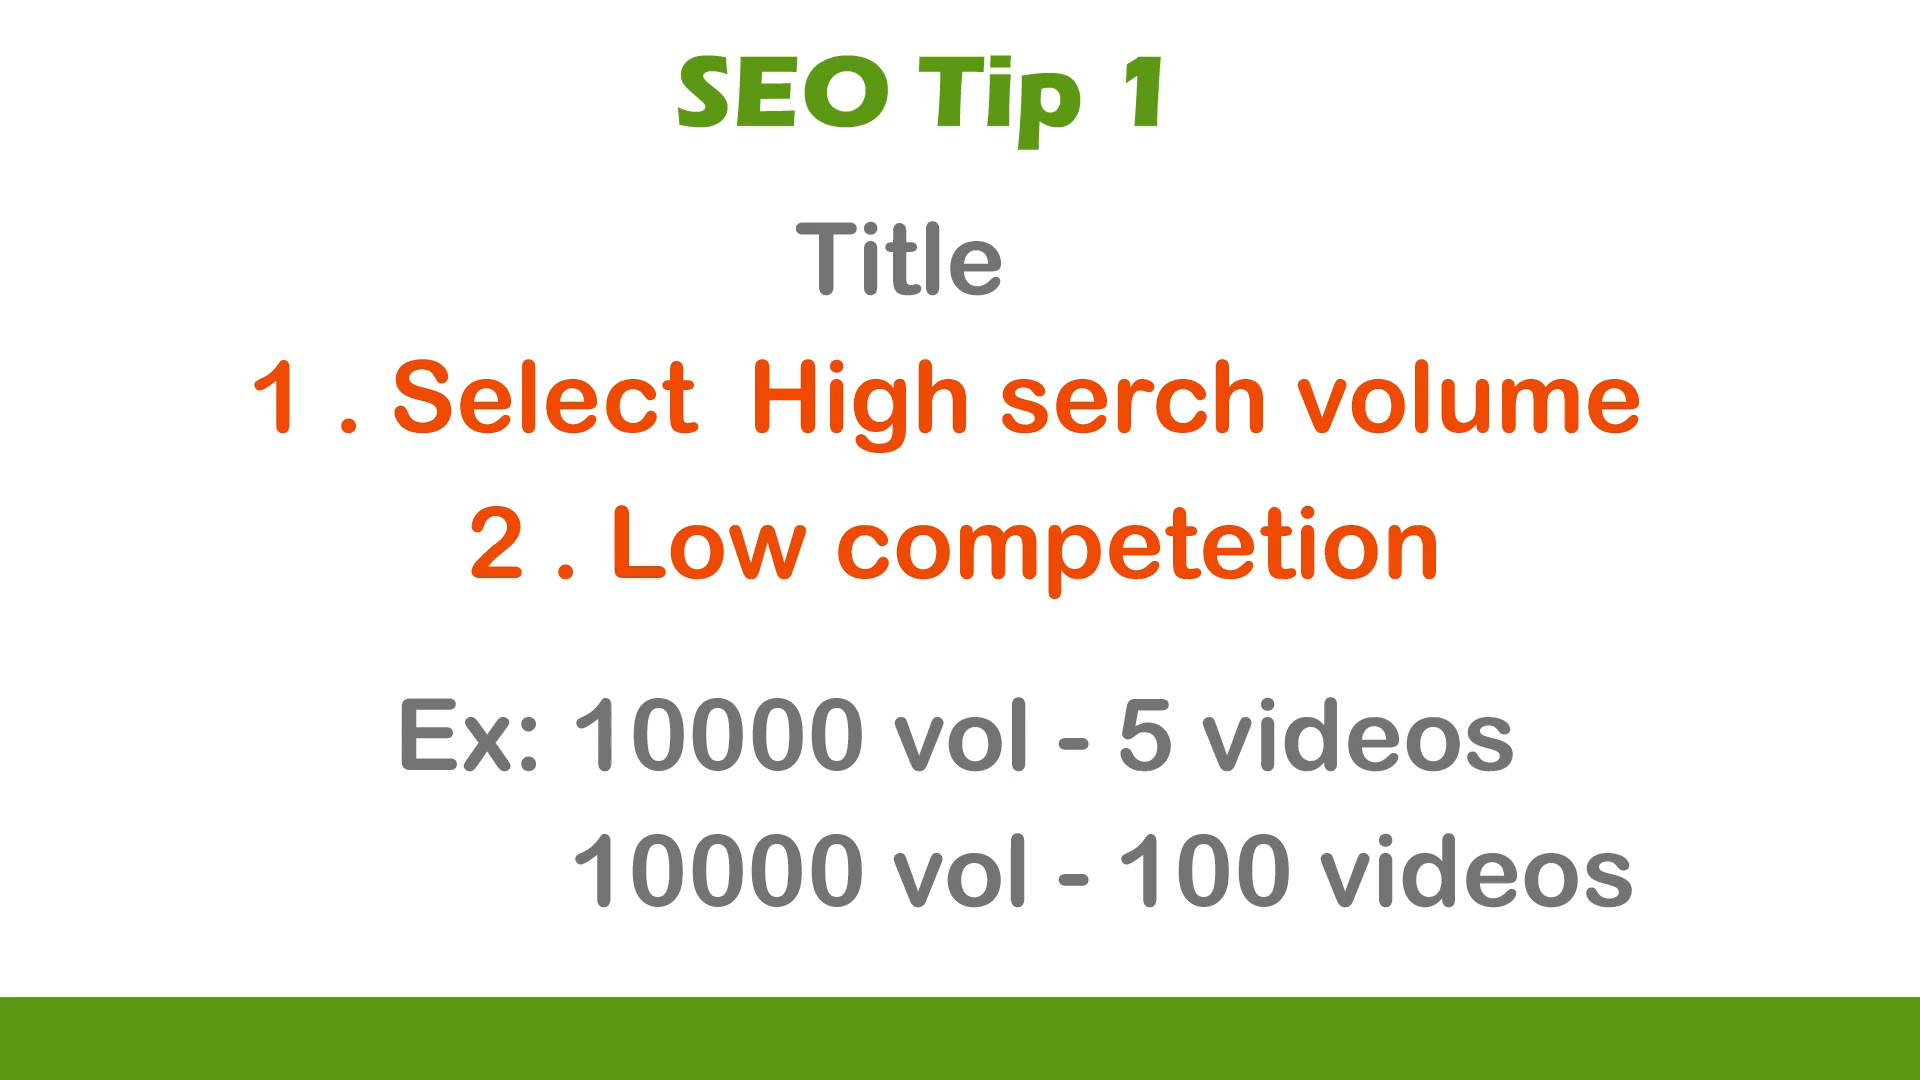 SEO Tip 1
Title
1 . Select  High serch volume
2 . Low competetion
Ex: 10000 vol - 5 videos
10000 vol - 100 videos